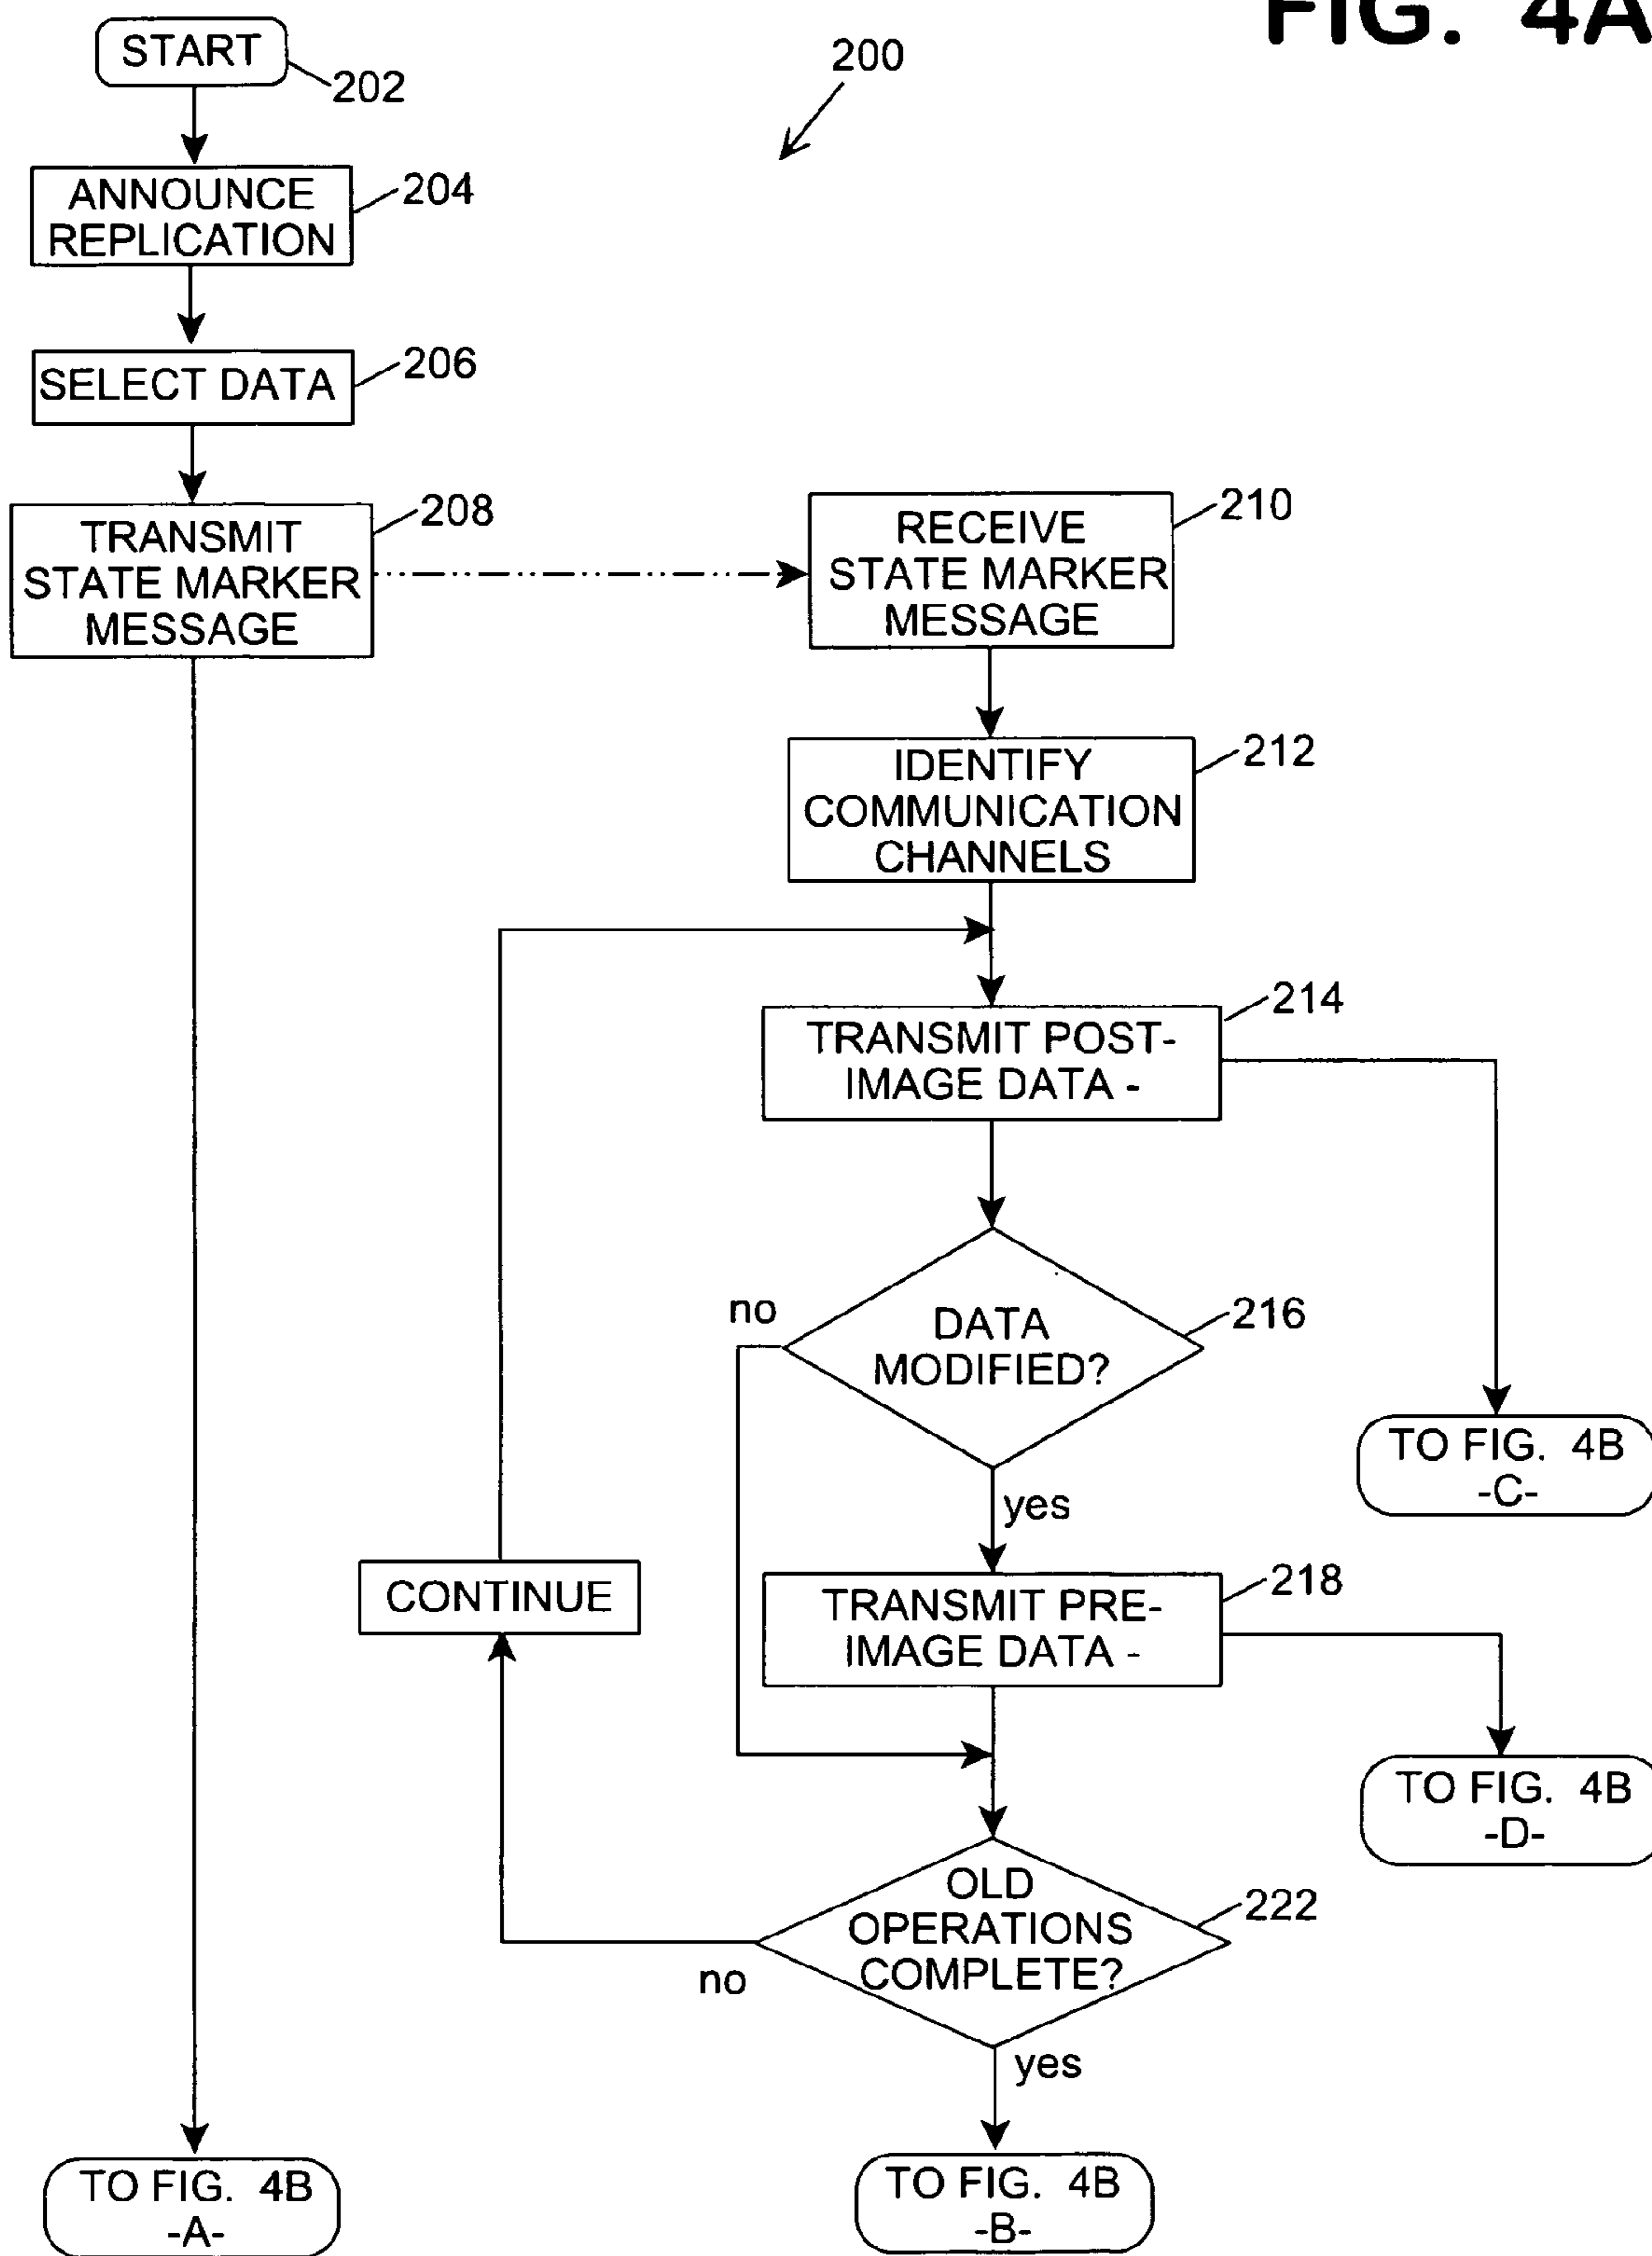 FIG. 4A
START
202
200
ANNOUNCE
REPLICATION
204
SELECT DATA
206
TRANSMIT
STATE MARKER
MESSAGE
208
RECEIVE
STATE MARKER
MESSAGE
210
IDENTIFY
COMMUNICATION
CHANNELS
212
TRANSMIT POST-
IMAGE DATA -
214
DATA
MODIFIED?
216
no
yes
TO FIG. 4B
-C-
CONTINUE
TRANSMIT PRE-
IMAGE DATA -
218
TO FIG. 4B
-D-
OLD
OPERATIONS
COMPLETE?
222
no
yes
TO FIG. 4B
-A-
TO FIG. 4B
-B-